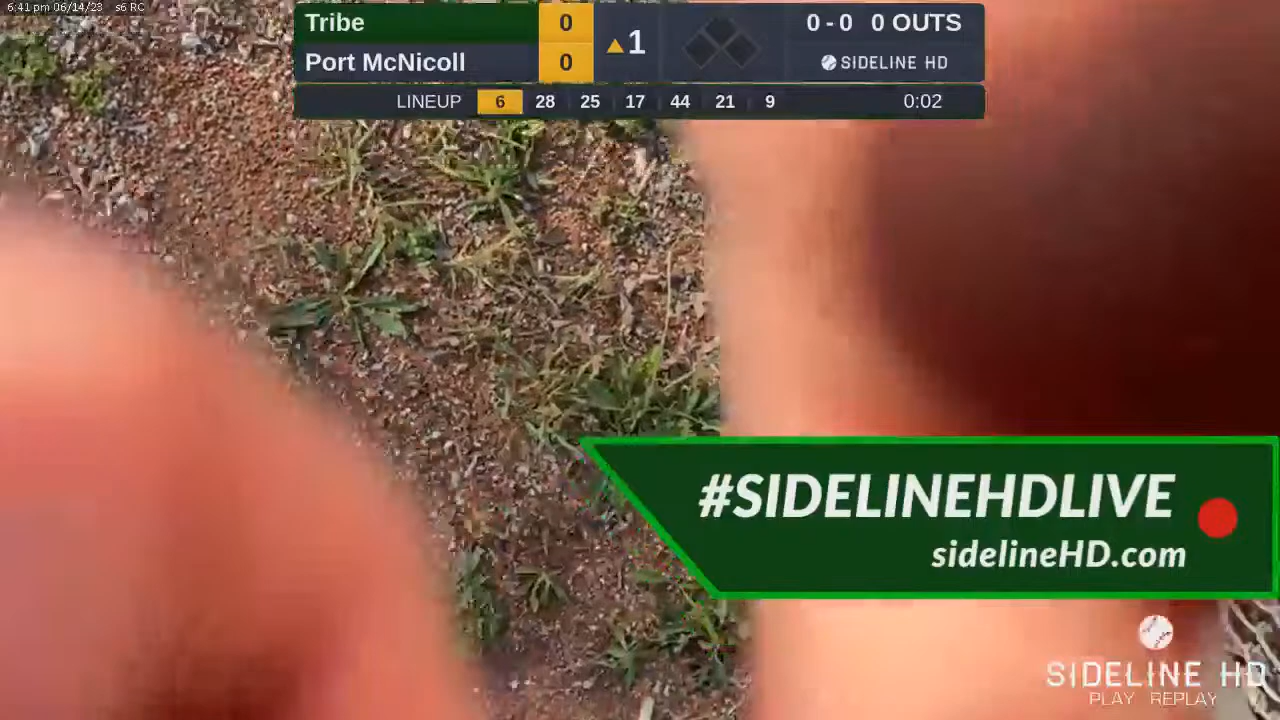 6:41 pm 06/14/23 s6 RC
Tribe 0
Port McNicoll 0
▲1
0 - 0 0 OUTS
SIDELINE HD
LINEUP 6 28 25 17 44 21 9 0:02
#SIDELINEHDLIVE
sidelineHD.com
SIDELINE HD
PLAY REPLAY